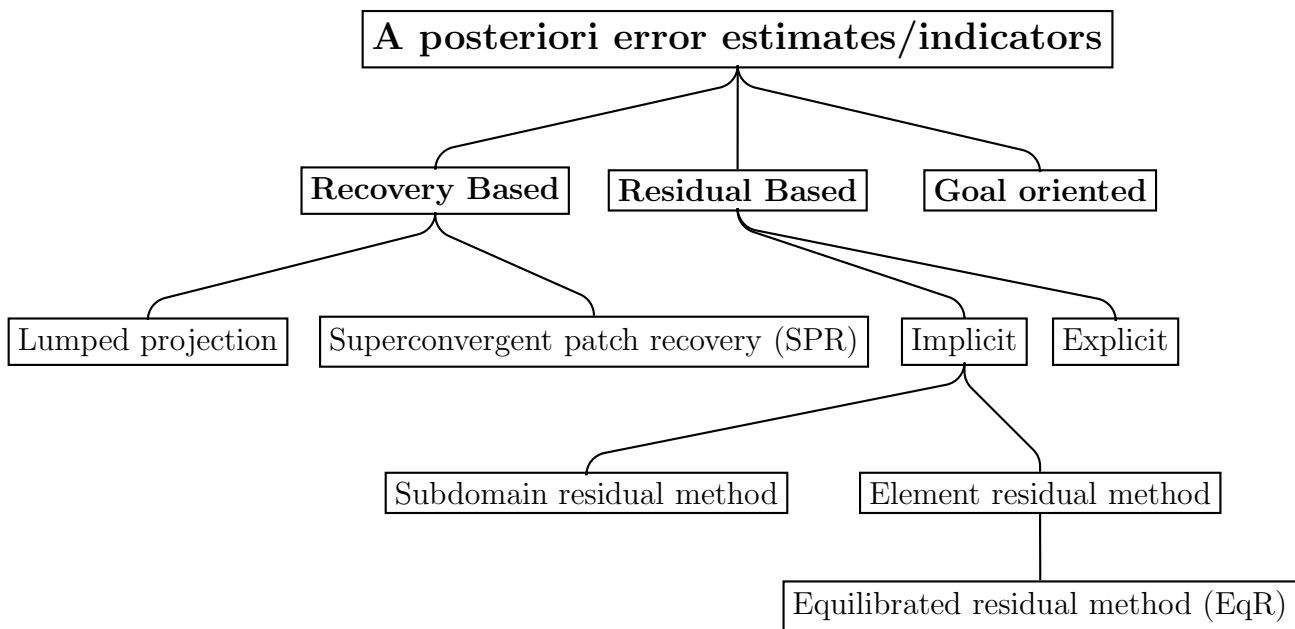 A posteriori error estimates/indicators
Recovery Based
Residual Based
Goal oriented
Lumped projection
Superconvergent patch recovery (SPR)
Implicit
Explicit
Subdomain residual method
Element residual method
Equilibrated residual method (EqR)